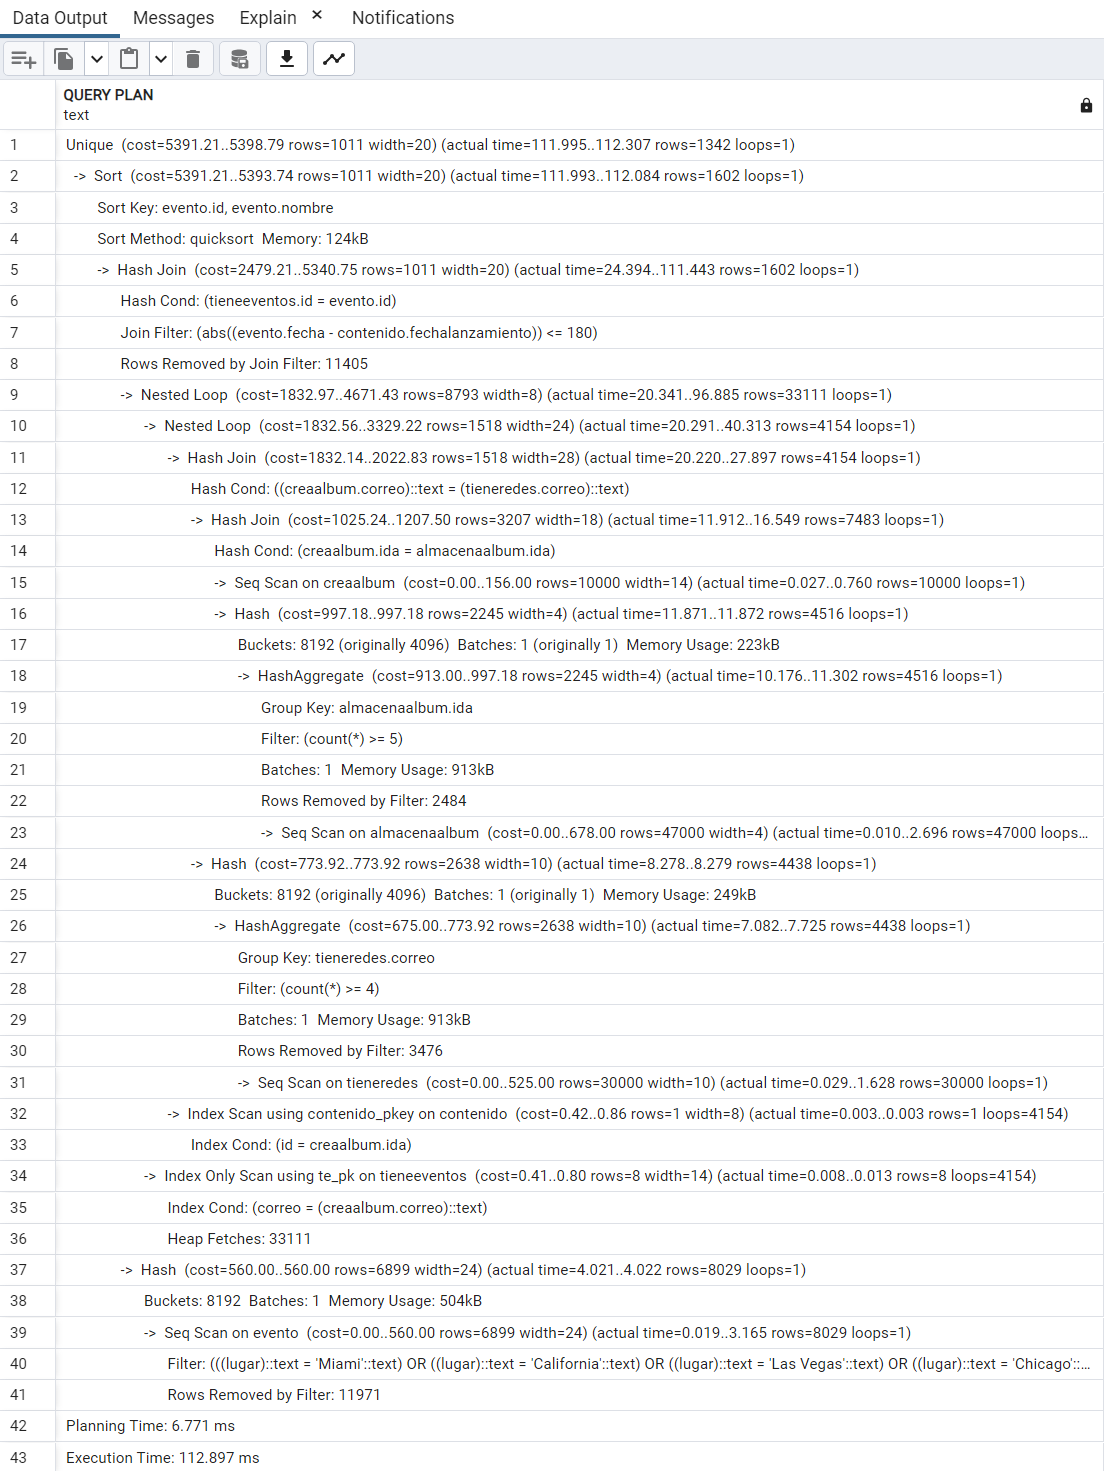 Data Output Messages Explain × Notifications
QUERY PLAN
text
1 Unique (cost=5391.21..5398.79 rows=1011 width=20) (actual time=111.995..112.307 rows=1342 loops=1)
2 -> Sort (cost=5391.21..5393.74 rows=1011 width=20) (actual time=111.993..112.084 rows=1602 loops=1)
3 Sort Key: evento.id, evento.nombre
4 Sort Method: quicksort Memory: 124kB
5 -> Hash Join (cost=2479.21..5340.75 rows=1011 width=20) (actual time=24.394..111.443 rows=1602 loops=1)
6 Hash Cond: (tieneeventos.id = evento.id)
7 Join Filter: (abs((evento.fecha - contenido.fechalanzamiento)) <= 180)
8 Rows Removed by Join Filter: 11405
9 -> Nested Loop (cost=1832.97..4671.43 rows=8793 width=8) (actual time=20.341..96.885 rows=33111 loops=1)
10 -> Nested Loop (cost=1832.56..3329.22 rows=1518 width=24) (actual time=20.291..40.313 rows=4154 loops=1)
11 -> Hash Join (cost=1832.14..2022.83 rows=1518 width=28) (actual time=20.220..27.897 rows=4154 loops=1)
12 Hash Cond: ((creaalbum.correo)::text = (tieneredes.correo)::text)
13 -> Hash Join (cost=1025.24..1207.50 rows=3207 width=18) (actual time=11.912..16.549 rows=7483 loops=1)
14 Hash Cond: (creaalbum.ida = almacenaalbum.ida)
15 -> Seq Scan on creaalbum (cost=0.00..156.00 rows=10000 width=14) (actual time=0.027..0.760 rows=10000 loops=1)
16 -> Hash (cost=997.18..997.18 rows=2245 width=4) (actual time=11.871..11.872 rows=4516 loops=1)
17 Buckets: 8192 (originally 4096) Batches: 1 (originally 1) Memory Usage: 223kB
18 -> HashAggregate (cost=913.00..997.18 rows=2245 width=4) (actual time=10.176..11.302 rows=4516 loops=1)
19 Group Key: almacenaalbum.ida
20 Filter: (count(*) >= 5)
21 Batches: 1 Memory Usage: 913kB
22 Rows Removed by Filter: 2484
23 -> Seq Scan on almacenaalbum (cost=0.00..678.00 rows=47000 width=4) (actual time=0.010..2.696 rows=47000 loops...
24 -> Hash (cost=773.92..773.92 rows=2638 width=10) (actual time=8.278..8.279 rows=4438 loops=1)
25 Buckets: 8192 (originally 4096) Batches: 1 (originally 1) Memory Usage: 249kB
26 -> HashAggregate (cost=675.00..773.92 rows=2638 width=10) (actual time=7.082..7.725 rows=4438 loops=1)
27 Group Key: tieneredes.correo
28 Filter: (count(*) >= 4)
29 Batches: 1 Memory Usage: 913kB
30 Rows Removed by Filter: 3476
31 -> Seq Scan on tieneredes (cost=0.00..525.00 rows=30000 width=10) (actual time=0.029..1.628 rows=30000 loops=1)
32 -> Index Scan using contenido_pkey on contenido (cost=0.42..0.86 rows=1 width=8) (actual time=0.003..0.003 rows=1 loops=4154)
33 Index Cond: (id = creaalbum.ida)
34 -> Index Only Scan using te_pk on tieneeventos (cost=0.41..0.80 rows=8 width=14) (actual time=0.008..0.013 rows=8 loops=4154)
35 Index Cond: (correo = (creaalbum.correo)::text)
36 Heap Fetches: 33111
37 -> Hash (cost=560.00..560.00 rows=6899 width=24) (actual time=4.021..4.022 rows=8029 loops=1)
38 Buckets: 8192 Batches: 1 Memory Usage: 504kB
39 -> Seq Scan on evento (cost=0.00..560.00 rows=6899 width=24) (actual time=0.019..3.165 rows=8029 loops=1)
40 Filter: (((lugar)::text = 'Miami'::text) OR ((lugar)::text = 'California'::text) OR ((lugar)::text = 'Las Vegas'::text) OR ((lugar)::text = 'Chicago'::...
41 Rows Removed by Filter: 11971
42 Planning Time: 6.771 ms
43 Execution Time: 112.897 ms